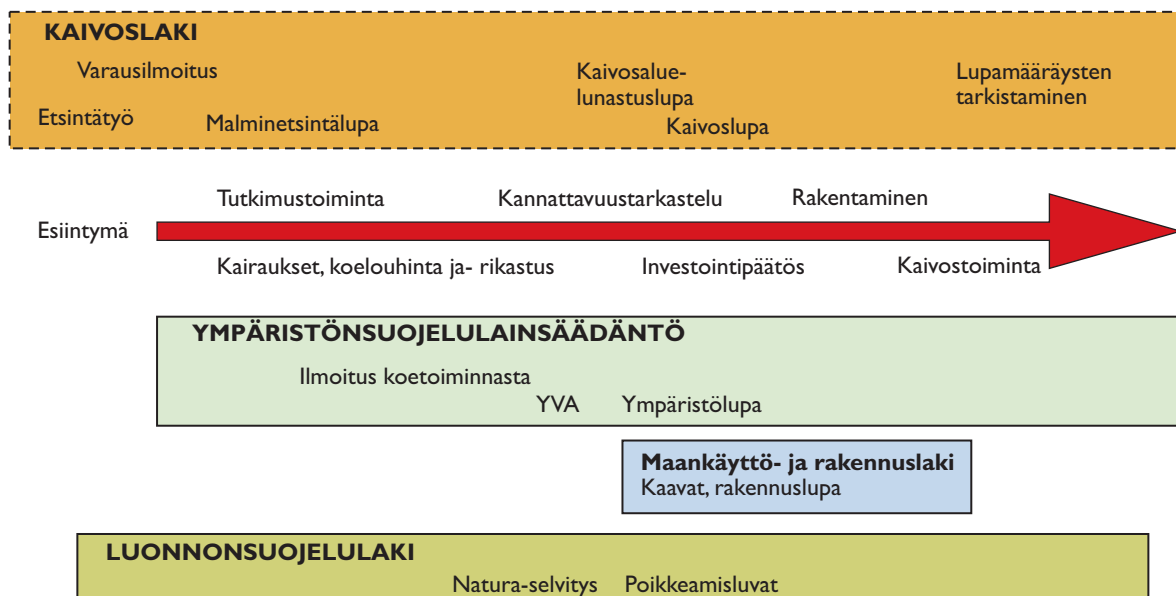 KAIVOSLAKI
Varausilmoitus
Kaivosalue-
lunastuslupa
Lupamääräysten
tarkistaminen
Etsintätyö
Malminetsintälupa
Kaivoslupa
Tutkimustoiminta
Kannattavuustarkastelu
Rakentaminen
Esiintymä
Kairaukset, koelouhinta ja- rikastus
Investointipäätös
Kaivostoiminta
YMPÄRISTÖNSUOJELULAINSÄÄDÄNTÖ
Ilmoitus koetoiminnasta
YVA
Ympäristölupa
Maankäyttö- ja rakennuslaki
Kaavat, rakennuslupa
LUONNONSUOJELULAKI
Natura-selvitys
Poikkeamisluvat